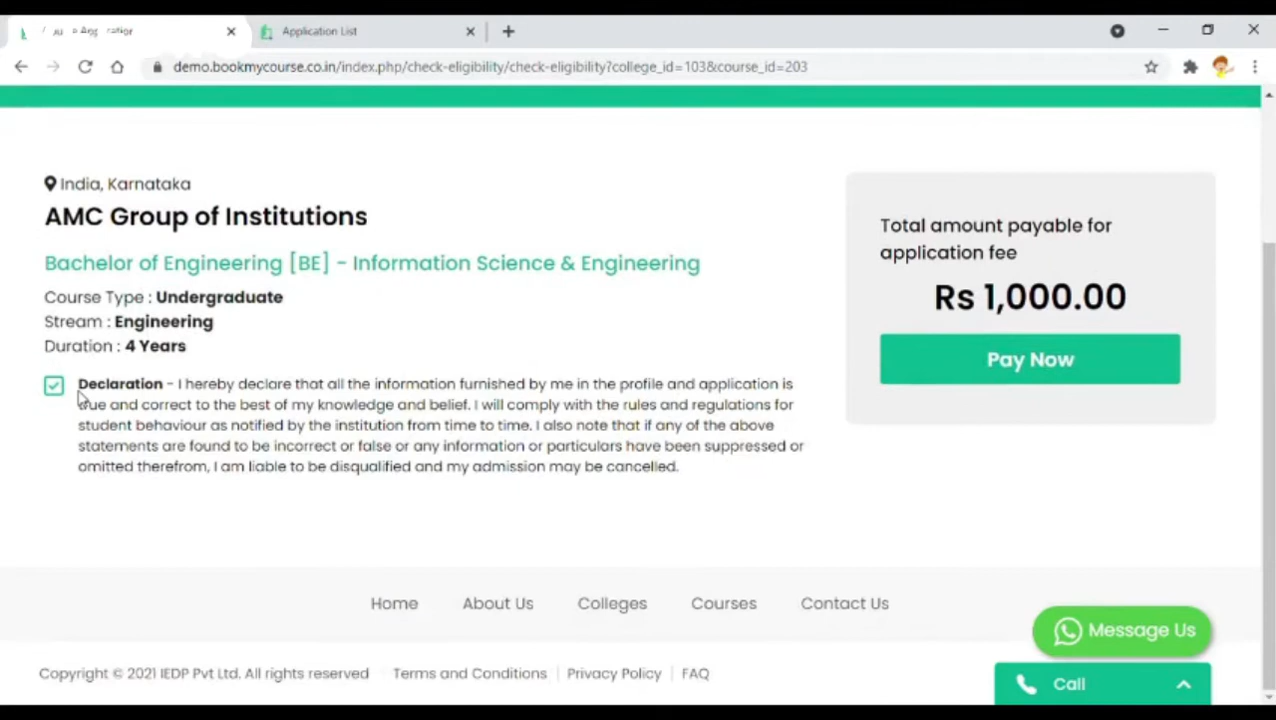 Application List
demo.bookmycourse.co.in/index.php/check-eligibility/check-eligibility?college_id=103&course_id=203
India, Karnataka
AMC Group of Institutions
Bachelor of Engineering [BE] - Information Science & Engineering
Course Type : Undergraduate
Stream : Engineering
Duration : 4 Years
Declaration - I hereby declare that all the information furnished by me in the profile and application is
true and correct to the best of my knowledge and belief. I will comply with the rules and regulations for
student behaviour as notified by the institution from time to time. I also note that if any of the above
statements are found to be incorrect or false or any information or particulars have been suppressed or
omitted therefrom, I am liable to be disqualified and my admission may be cancelled.
Total amount payable for
application fee
Rs 1,000.00
Pay Now
Home About Us Colleges Courses Contact Us
Message Us
Copyright © 2021 IEDP Pvt Ltd. All rights reserved Terms and Conditions | Privacy Policy | FAQ
Call